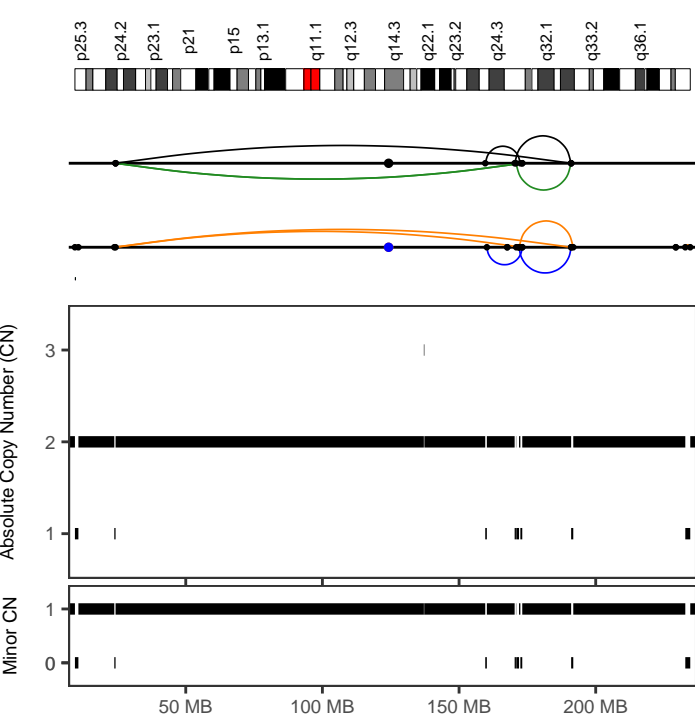 p25.3 p24.2 p23.1 p21 p15 p13.1 q11.1 q12.3 q14.3 q22.1 q23.2 q24.3 q32.1 q33.2 q36.1
Absolute Copy Number (CN)
3
2
1
Minor CN
1
0
50 MB 100 MB 150 MB 200 MB